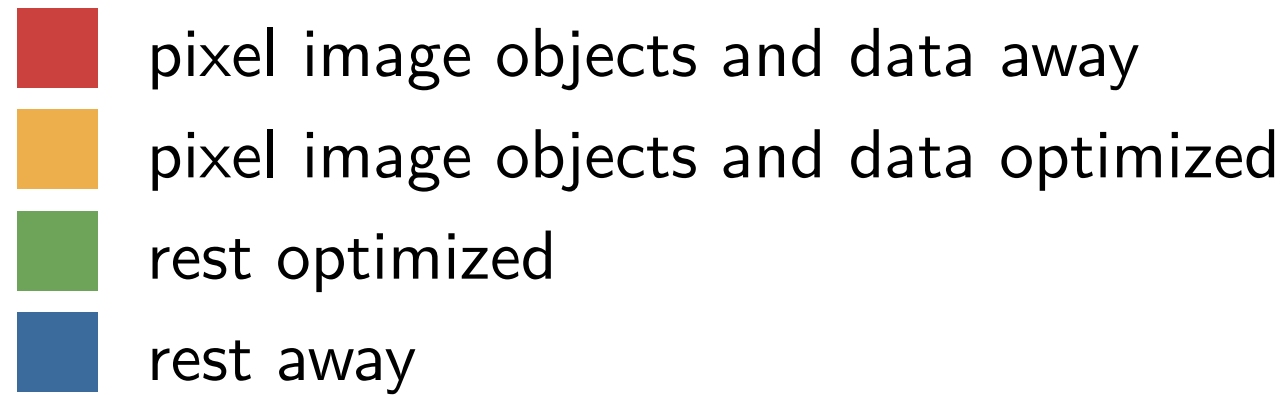 pixel image objects and data away
pixel image objects and data optimized
rest optimized
rest away